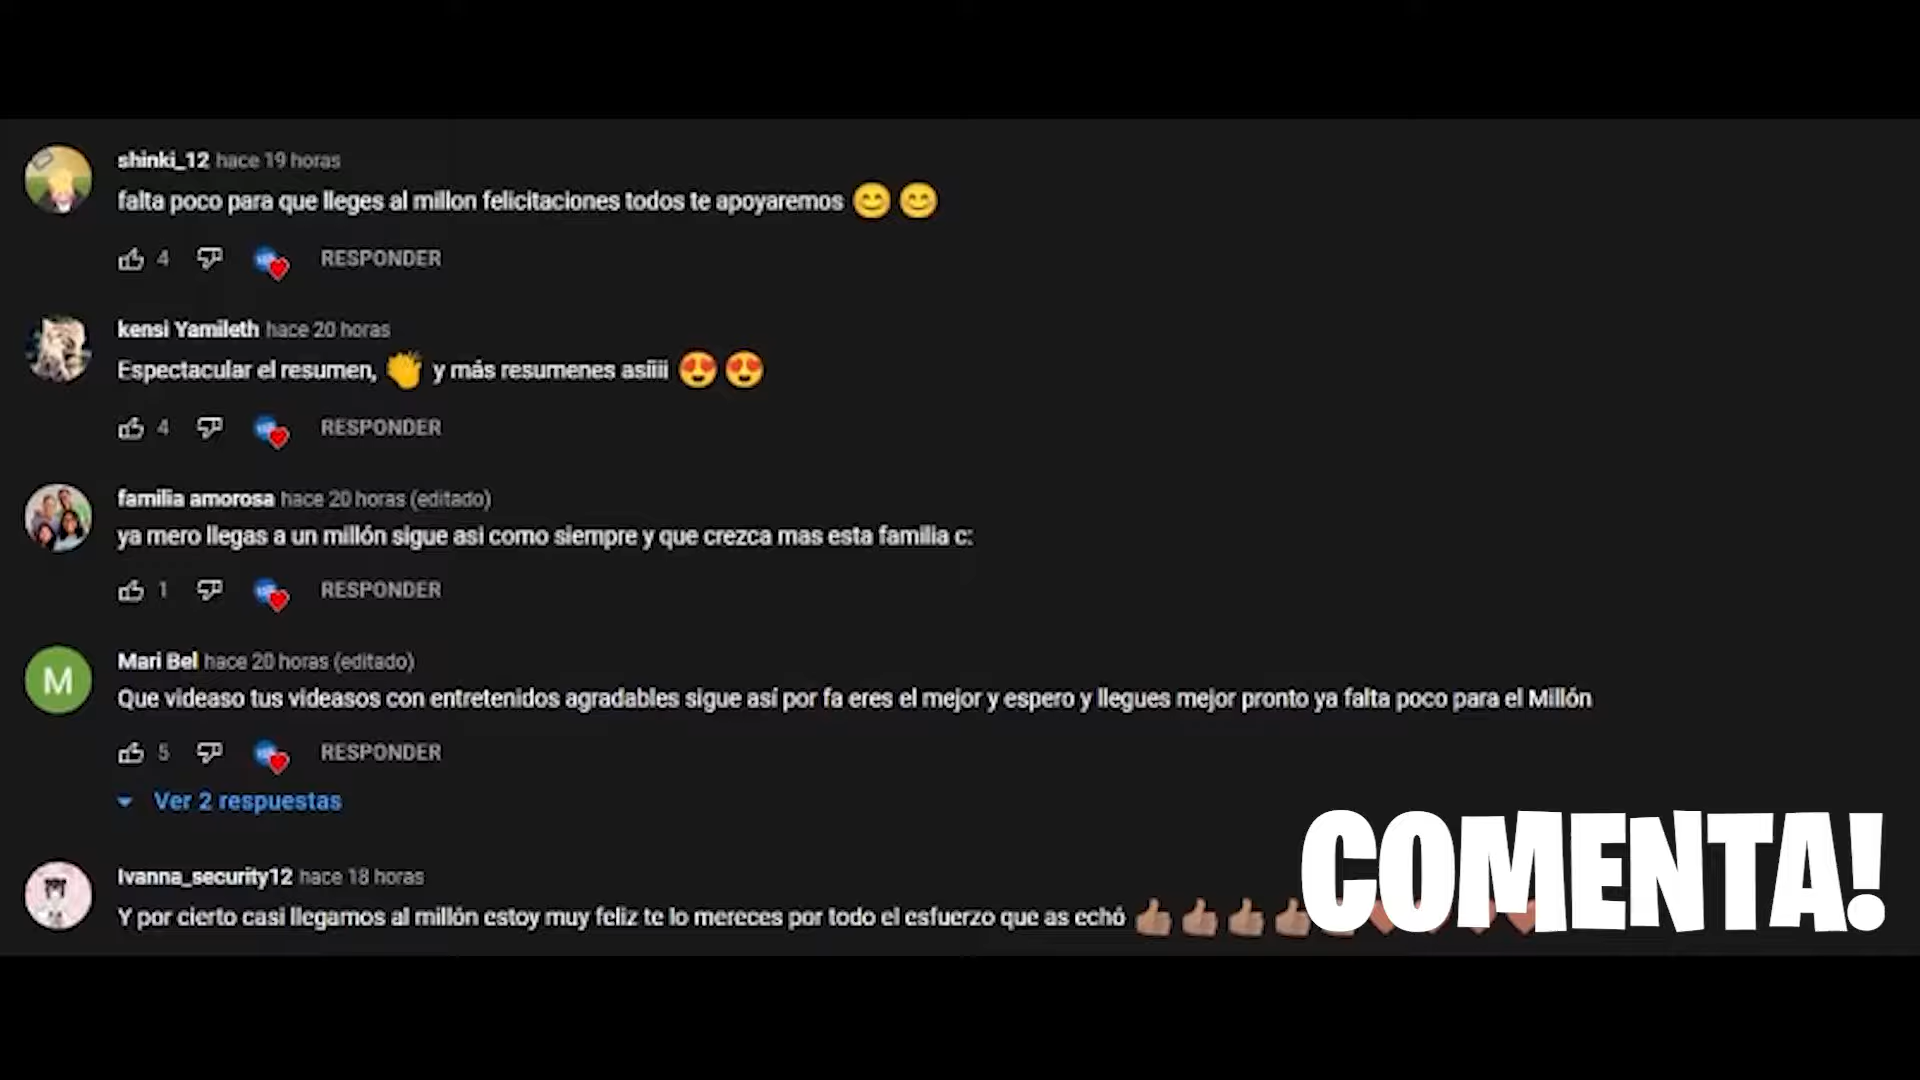 shinki_12 hace 19 horas
falta poco para que lleges al millon felicitaciones todos te apoyaremos 😊 😊
4 RESPONDER
kensi Yamileth hace 20 horas
Espectacular el resumen, 👏 y más resumenes asiiii 😍 😍
4 RESPONDER
familia amorosa hace 20 horas (editado)
ya mero llegas a un millón sigue asi como siempre y que crezca mas esta familia c:
1 RESPONDER
Mari Bel hace 20 horas (editado)
Que videaso tus videasos con entretenidos agradables sigue así por fa eres el mejor y espero y llegues mejor pronto ya falta poco para el Millón
5 RESPONDER
Ver 2 respuestas
Ivanna_security12 hace 18 horas
Y por cierto casi llegamos al millón estoy muy feliz te lo mereces por todo el esfuerzo que as echó
COMENTA!
M